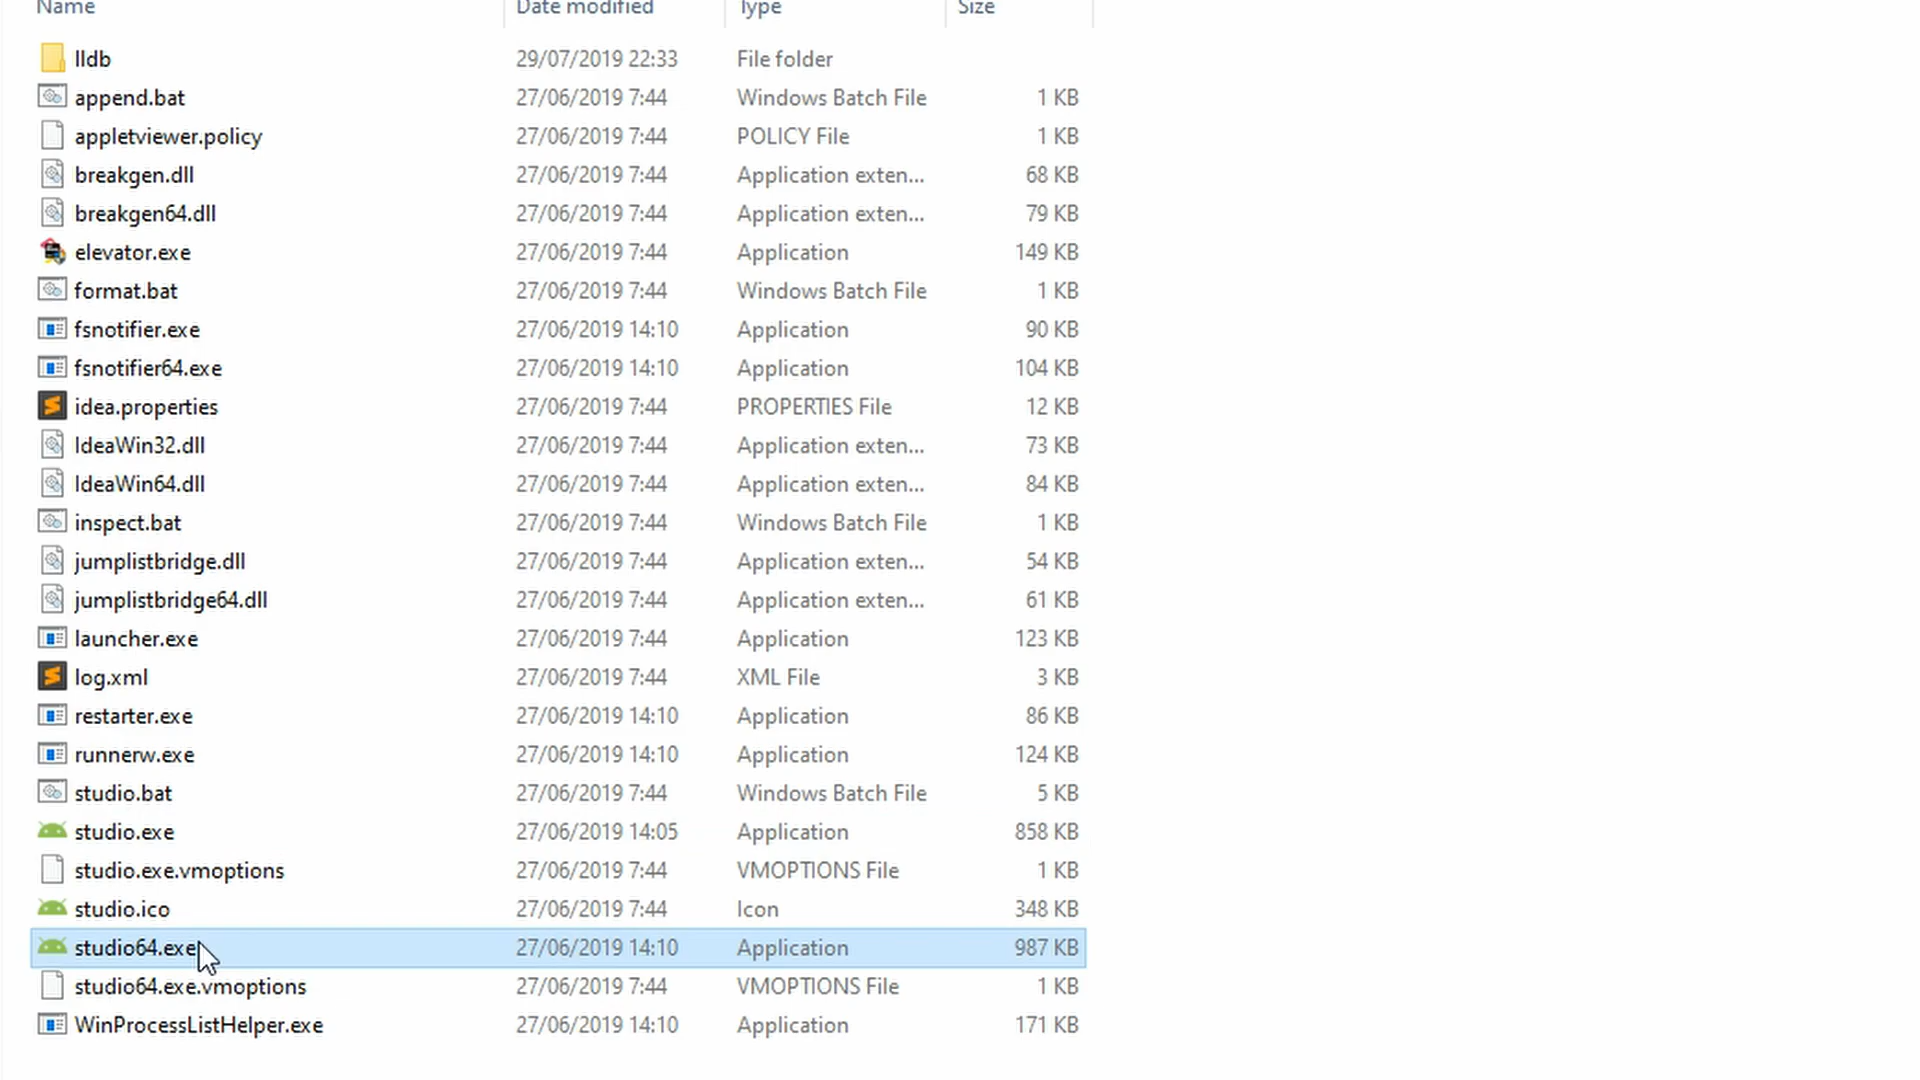 Name Date modified Type Size
lldb 29/07/2019 22:33 File folder
append.bat 27/06/2019 7:44 Windows Batch File 1 KB
appletviewer.policy 27/06/2019 7:44 POLICY File 1 KB
breakgen.dll 27/06/2019 7:44 Application exten... 68 KB
breakgen64.dll 27/06/2019 7:44 Application exten... 79 KB
elevator.exe 27/06/2019 7:44 Application 149 KB
format.bat 27/06/2019 7:44 Windows Batch File 1 KB
fsnotifier.exe 27/06/2019 14:10 Application 90 KB
fsnotifier64.exe 27/06/2019 14:10 Application 104 KB
idea.properties 27/06/2019 7:44 PROPERTIES File 12 KB
IdeaWin32.dll 27/06/2019 7:44 Application exten... 73 KB
IdeaWin64.dll 27/06/2019 7:44 Application exten... 84 KB
inspect.bat 27/06/2019 7:44 Windows Batch File 1 KB
jumplistbridge.dll 27/06/2019 7:44 Application exten... 54 KB
jumplistbridge64.dll 27/06/2019 7:44 Application exten... 61 KB
launcher.exe 27/06/2019 7:44 Application 123 KB
log.xml 27/06/2019 7:44 XML File 3 KB
restarter.exe 27/06/2019 14:10 Application 86 KB
runnerw.exe 27/06/2019 14:10 Application 124 KB
studio.bat 27/06/2019 7:44 Windows Batch File 5 KB
studio.exe 27/06/2019 14:05 Application 858 KB
studio.exe.vmoptions 27/06/2019 7:44 VMOPTIONS File 1 KB
studio.ico 27/06/2019 7:44 Icon 348 KB
studio64.exe 27/06/2019 14:10 Application 987 KB
studio64.exe.vmoptions 27/06/2019 7:44 VMOPTIONS File 1 KB
WinProcessListHelper.exe 27/06/2019 14:10 Application 171 KB